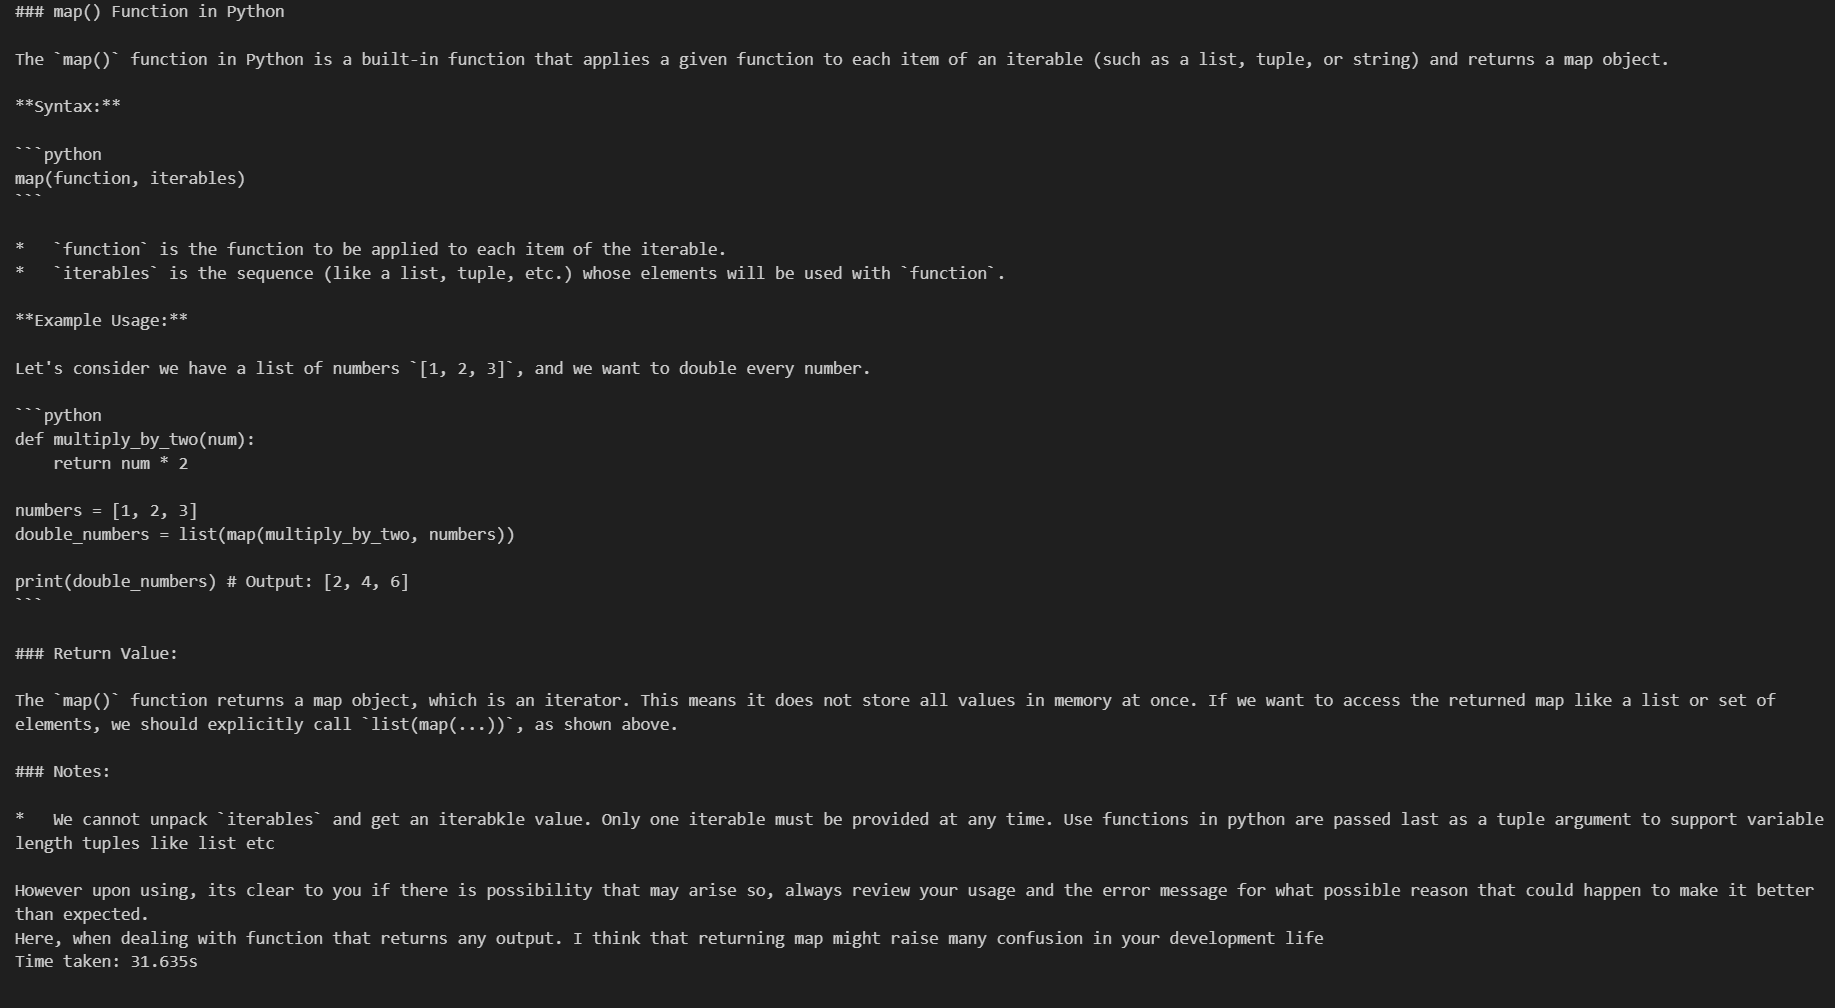 ### map() Function in Python
The `map()` function in Python is a built-in function that applies a given function to each item of an iterable (such as a list, tuple, or string) and returns a map object.
**Syntax:**
```python
map(function, iterables)
```
*   `function` is the function to be applied to each item of the iterable.
*   `iterables` is the sequence (like a list, tuple, etc.) whose elements will be used with `function`.
**Example Usage:**
Let's consider we have a list of numbers `[1, 2, 3]`, and we want to double every number.
```python
def multiply_by_two(num):
    return num * 2
numbers = [1, 2, 3]
double_numbers = list(map(multiply_by_two, numbers))
print(double_numbers) # Output: [2, 4, 6]
```
### Return Value:
The `map()` function returns a map object, which is an iterator. This means it does not store all values in memory at once. If we want to access the returned map like a list or set of
elements, we should explicitly call `list(map(...))`, as shown above.
### Notes:
*   We cannot unpack `iterables` and get an iterabkle value. Only one iterable must be provided at any time. Use functions in python are passed last as a tuple argument to support variable
length tuples like list etc
However upon using, its clear to you if there is possibility that may arise so, always review your usage and the error message for what possible reason that could happen to make it better
than expected.
Here, when dealing with function that returns any output. I think that returning map might raise many confusion in your development life
Time taken: 31.635s